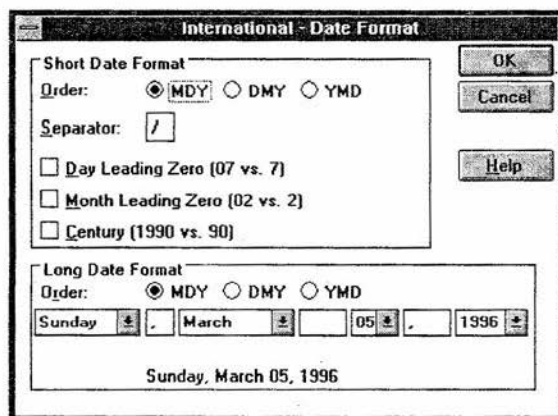 International - Date Format
Short Date Format
Order: MDY DMY YMD
Separator: /
Day Leading Zero (07 vs. 7)
Month Leading Zero (02 vs. 2)
Century (1990 vs. 90)
OK
Cancel
Help
Long Date Format
Order: MDY DMY YMD
Sunday , March 05 , 1996
Sunday, March 05, 1996